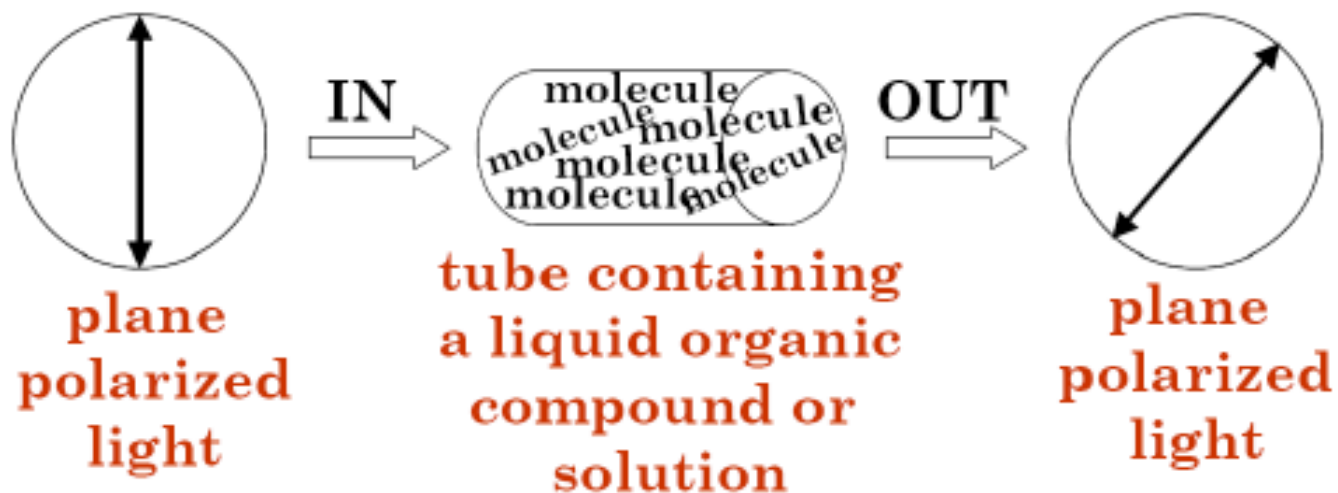 IN
OUT
molecule
molecule
molecule
molecule
molecule
molecule
plane
polarized
light
tube containing
a liquid organic
compound or
solution
plane
polarized
light